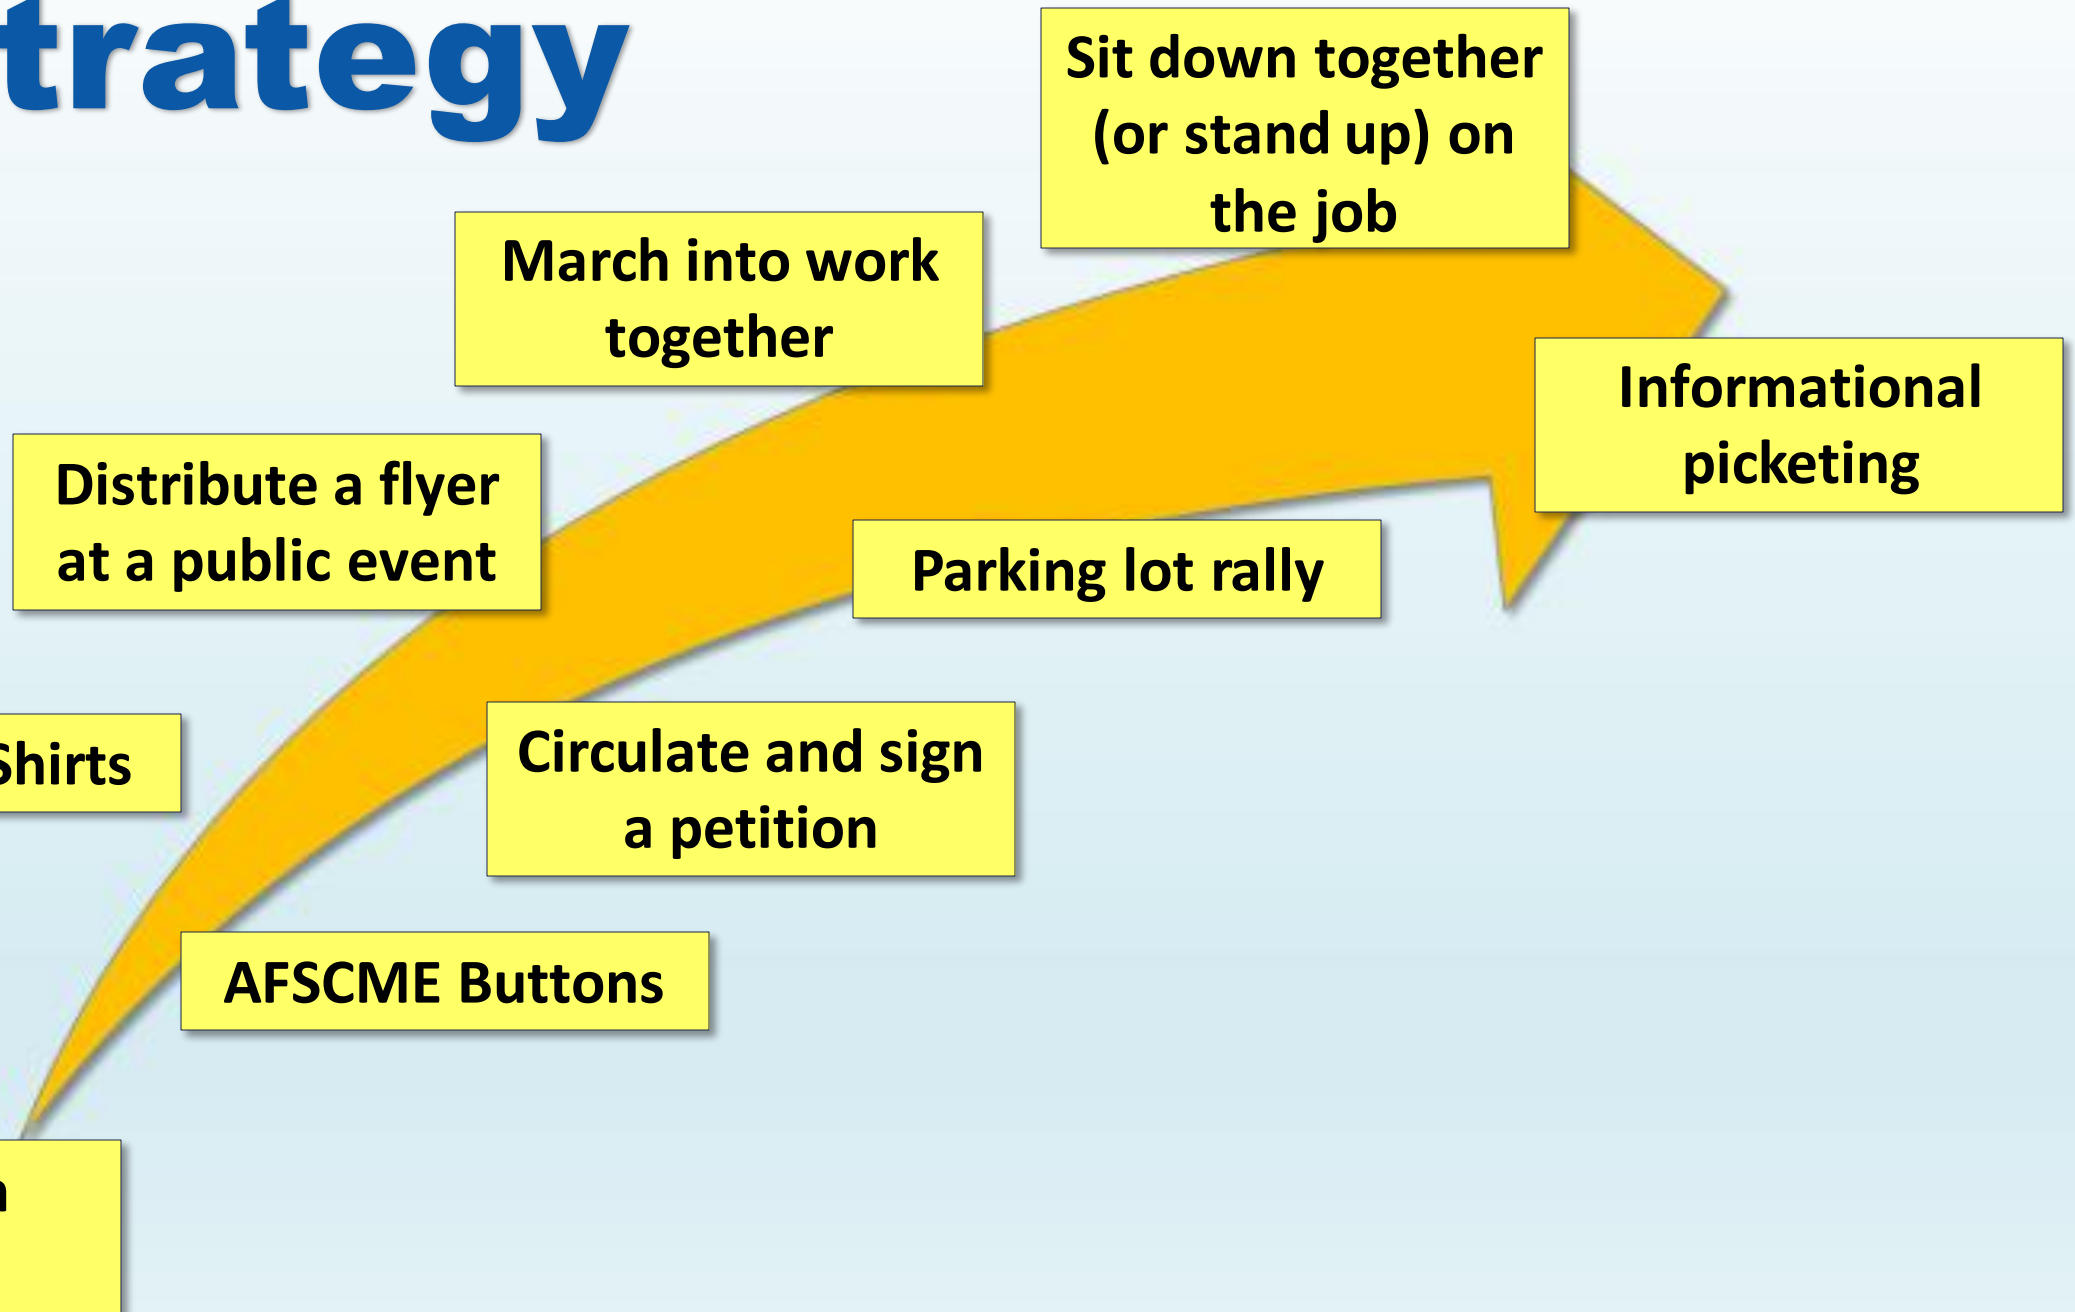 trategy
Sit down together
(or stand up) on
the job
March into work
together
Informational
picketing
Distribute a flyer
at a public event
Parking lot rally
Shirts
Circulate and sign
a petition
AFSCME Buttons